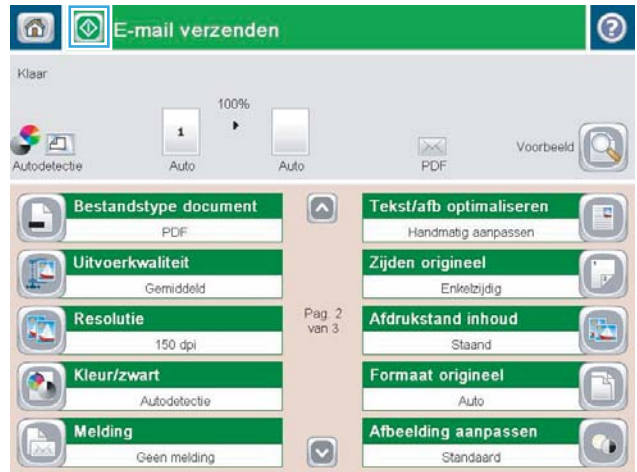 E-mail verzenden
?
Klaar
100%
1
Autodetectie
Auto
Auto
PDF
Voorbeeld
Bestandstype document
PDF
Uitvoerkwaliteit
Gemiddeld
Resolutie
150 dpi
Kleur/zwart
Autodetectie
Melding
Geen melding
Pag. 2
van 3
Tekst/afb optimaliseren
Handmatig aanpassen
Zijden origineel
Enkelzijdig
Afdrukstand inhoud
Staand
Formaat origineel
Auto
Afbeelding aanpassen
Standaard